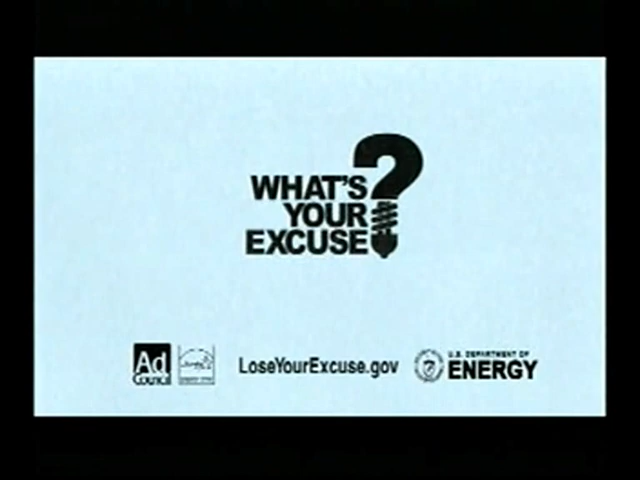 WHAT'S
YOUR
EXCUSE?
Ad
Council
LoseYourExcuse.gov
U.S. DEPARTMENT OF
ENERGY